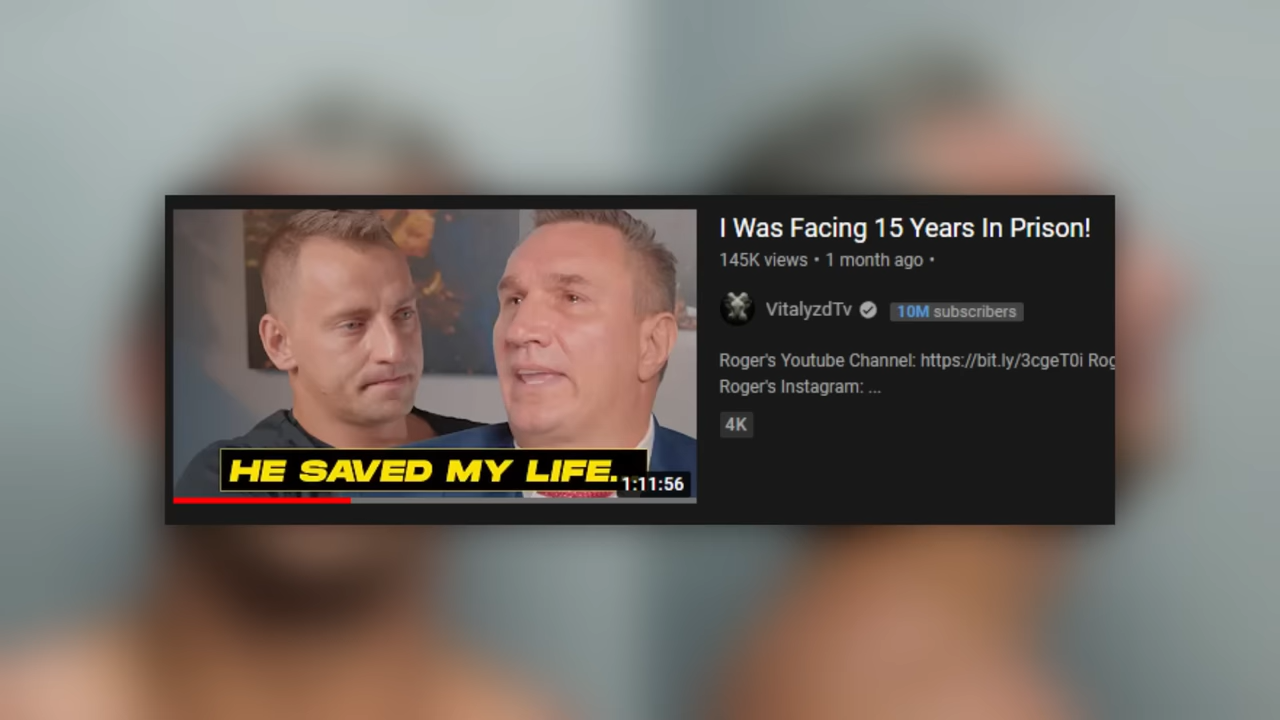 I Was Facing 15 Years In Prison!
145K views • 1 month ago •
VitalyzdTv 10M subscribers
Roger's Youtube Channel: https://bit.ly/3cgeT0i Rog
Roger's Instagram: ...
4K
HE SAVED MY LIFE.
1:11:56